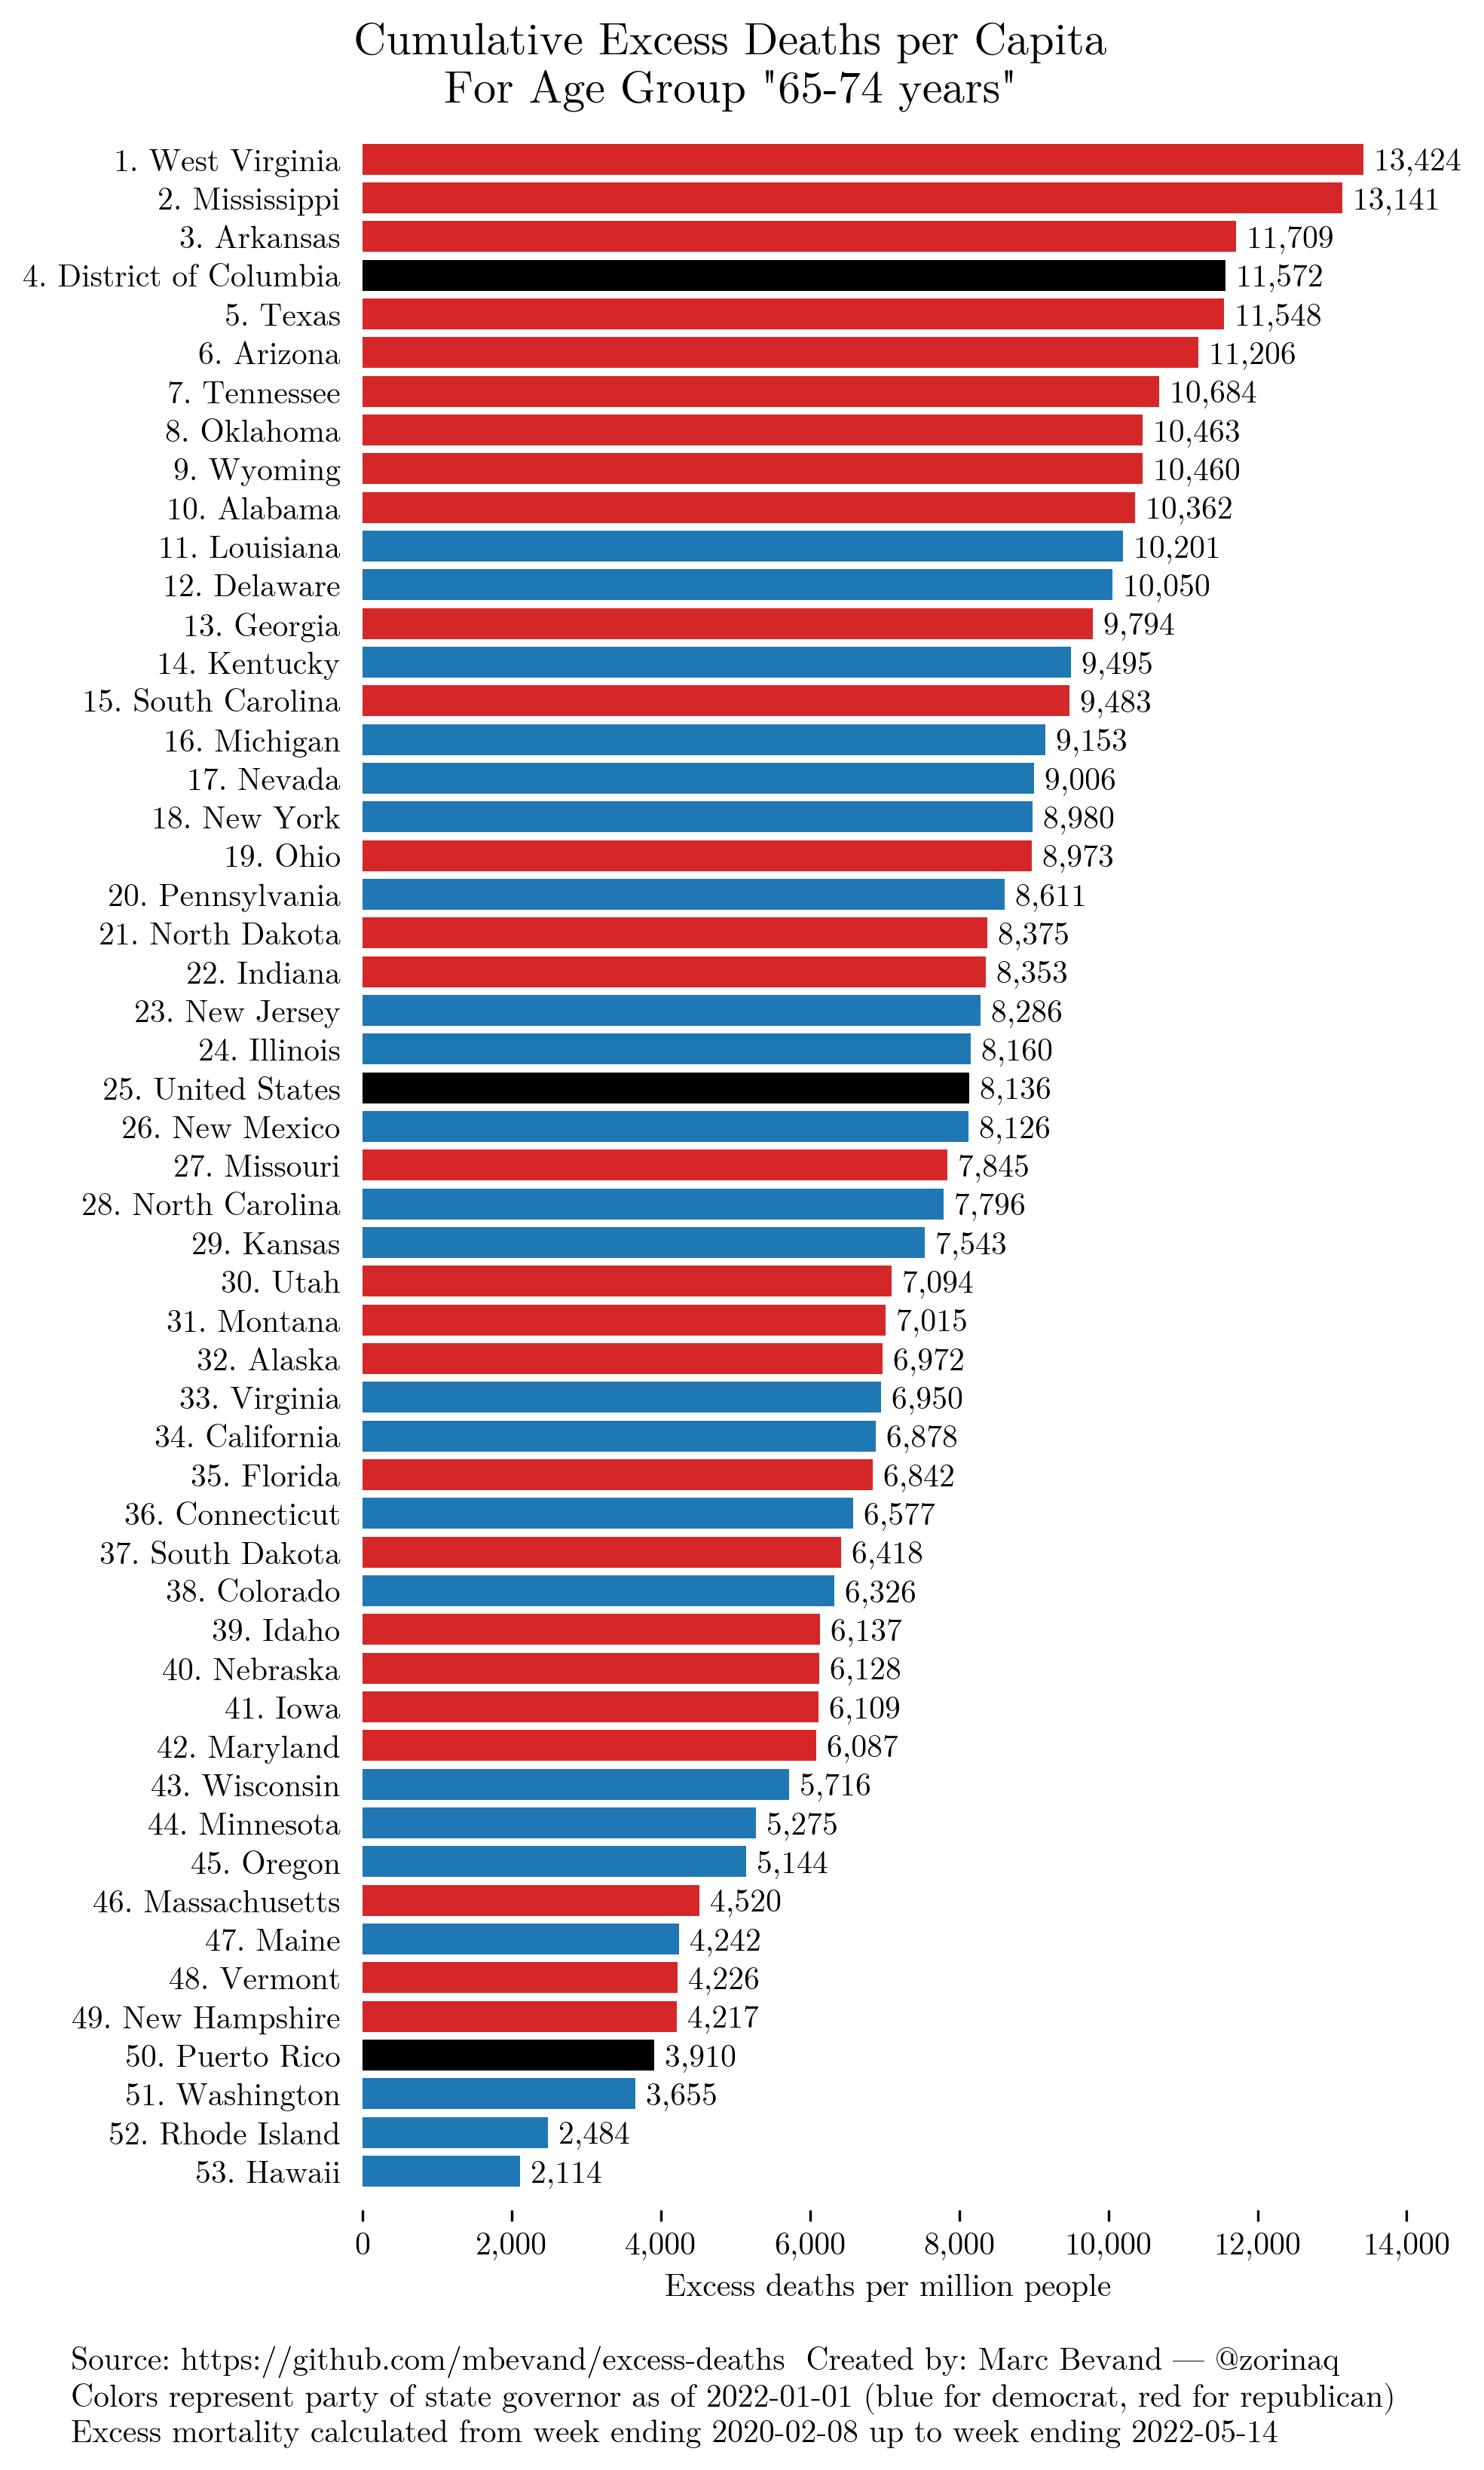 Cumulative Excess Deaths per Capita
For Age Group "65-74 years"
1. West Virginia 13,424
2. Mississippi 13,141
3. Arkansas 11,709
4. District of Columbia 11,572
5. Texas 11,548
6. Arizona 11,206
7. Tennessee 10,684
8. Oklahoma 10,463
9. Wyoming 10,460
10. Alabama 10,362
11. Louisiana 10,201
12. Delaware 10,050
13. Georgia 9,794
14. Kentucky 9,495
15. South Carolina 9,483
16. Michigan 9,153
17. Nevada 9,006
18. New York 8,980
19. Ohio 8,973
20. Pennsylvania 8,611
21. North Dakota 8,375
22. Indiana 8,353
23. New Jersey 8,286
24. Illinois 8,160
25. United States 8,136
26. New Mexico 8,126
27. Missouri 7,845
28. North Carolina 7,796
29. Kansas 7,543
30. Utah 7,094
31. Montana 7,015
32. Alaska 6,972
33. Virginia 6,950
34. California 6,878
35. Florida 6,842
36. Connecticut 6,577
37. South Dakota 6,418
38. Colorado 6,326
39. Idaho 6,137
40. Nebraska 6,128
41. Iowa 6,109
42. Maryland 6,087
43. Wisconsin 5,716
44. Minnesota 5,275
45. Oregon 5,144
46. Massachusetts 4,520
47. Maine 4,242
48. Vermont 4,226
49. New Hampshire 4,217
50. Puerto Rico 3,910
51. Washington 3,655
52. Rhode Island 2,484
53. Hawaii 2,114
0 2,000 4,000 6,000 8,000 10,000 12,000 14,000
Excess deaths per million people
Source: https://github.com/mbevand/excess-deaths Created by: Marc Bevand — @zorinaq
Colors represent party of state governor as of 2022-01-01 (blue for democrat, red for republican)
Excess mortality calculated from week ending 2020-02-08 up to week ending 2022-05-14